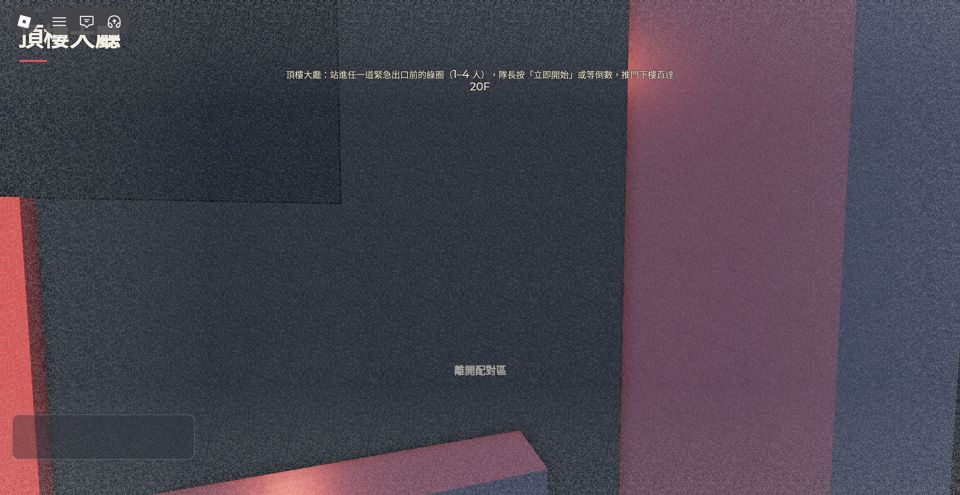 頂樓大廳
頂樓大廳：站進任一道緊急出口前的綠圈（1–4 人），隊長按「立即開始」或等倒數，推門下樓直達
20F
離開配對區